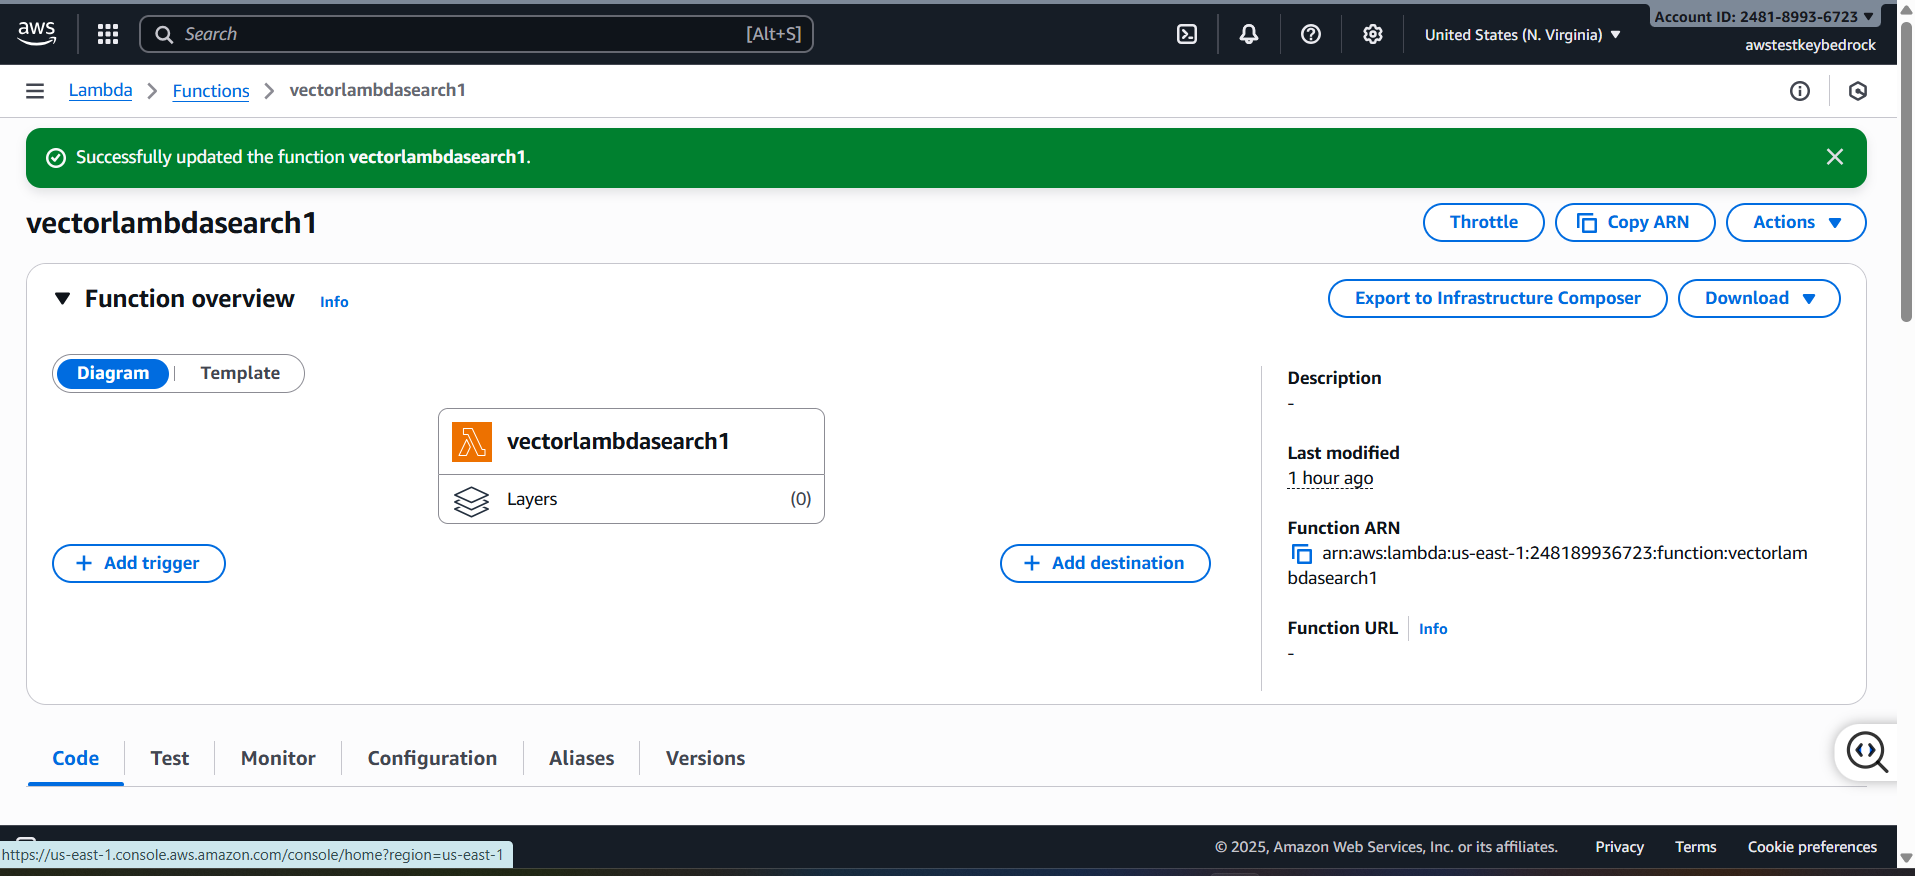 aws
Search
[Alt+S]
United States (N. Virginia)
Account ID: 2481-8993-6723
awstestkeybedrock
Lambda
Functions
vectorlambdasearch1
Successfully updated the function vectorlambdasearch1.
vectorlambdasearch1
Throttle
Copy ARN
Actions
Function overview
Info
Export to Infrastructure Composer
Download
Diagram
Template
vectorlambdasearch1
Layers
(0)
Add trigger
Add destination
Description
-
Last modified
1 hour ago
Function ARN
arn:aws:lambda:us-east-1:248189936723:function:vectorlam
bdasearch1
Function URL
Info
-
Code
Test
Monitor
Configuration
Aliases
Versions
https://us-east-1.console.aws.amazon.com/console/home?region=us-east-1
© 2025, Amazon Web Services, Inc. or its affiliates.
Privacy
Terms
Cookie preferences